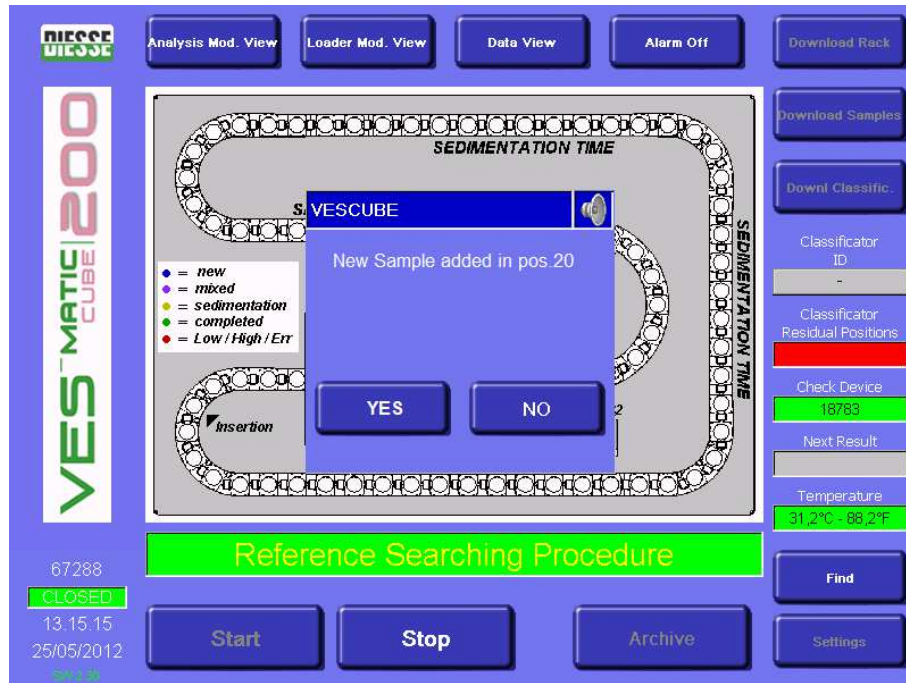 DIESSE
Analysis Mod. View
Loader Mod. View
Data View
Alarm Off
Download Rack
VES-MATIC CUBE 200
Download Samples
Downl Classific.
SEDIMENTATION TIME
SEDIMENTATION TIME
VESCUBE
New Sample added in pos.20
YES
NO
= new
= mixed
= sedimentation
= completed
= Low / High / Err
Insertion
2
Classificator
ID
-
Classificator
Residual Positions
Check Device
18783
Next Result
Temperature
31,2°C - 88,2°F
Reference Searching Procedure
67288
CLOSED
13.15.15
25/05/2012
Start
Stop
Archive
Find
Settings